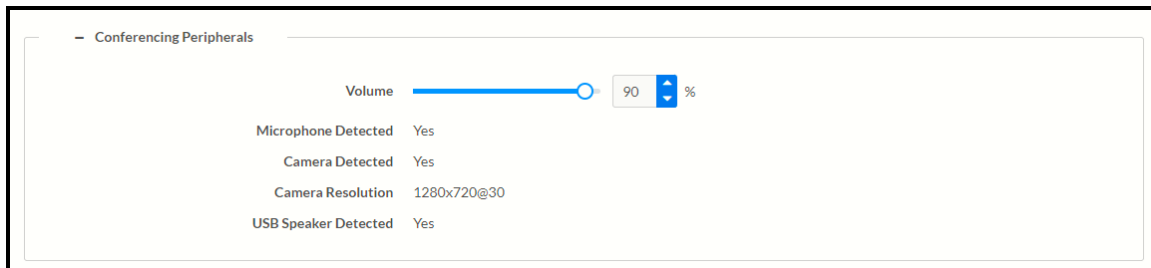 – Conferencing Peripherals
Volume 90 %
Microphone Detected Yes
Camera Detected Yes
Camera Resolution 1280x720@30
USB Speaker Detected Yes